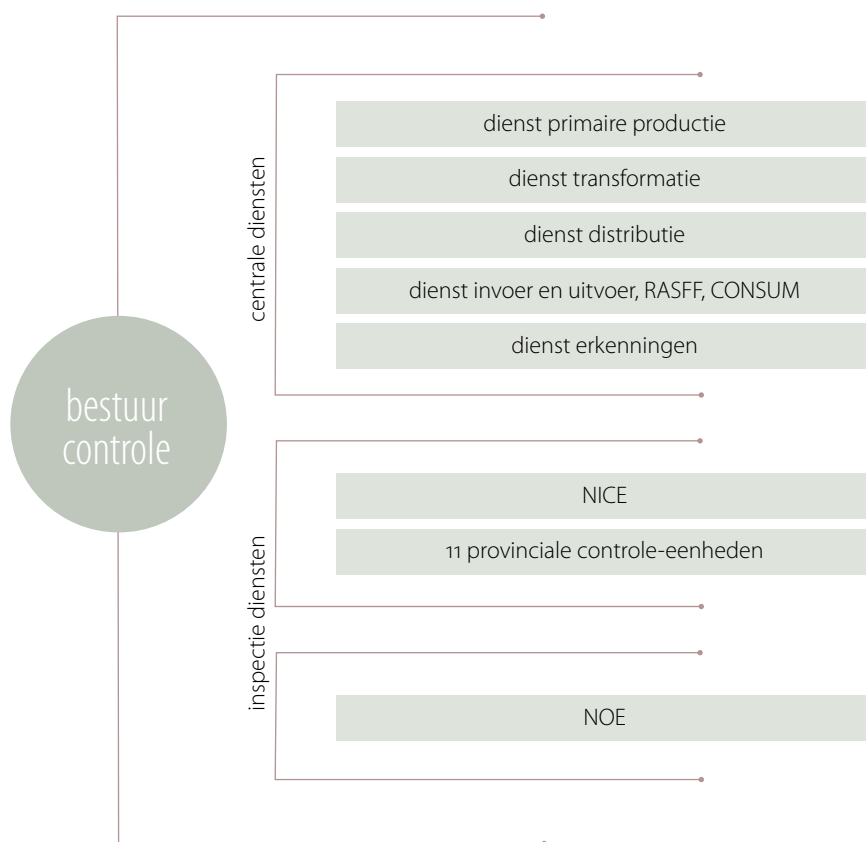 bestuur
controle
centrale diensten
dienst primaire productie
dienst transformatie
dienst distributie
dienst invoer en uitvoer, RASFF, CONSUM
dienst erkenningen
inspectie diensten
NICE
11 provinciale controle-eenheden
NOE